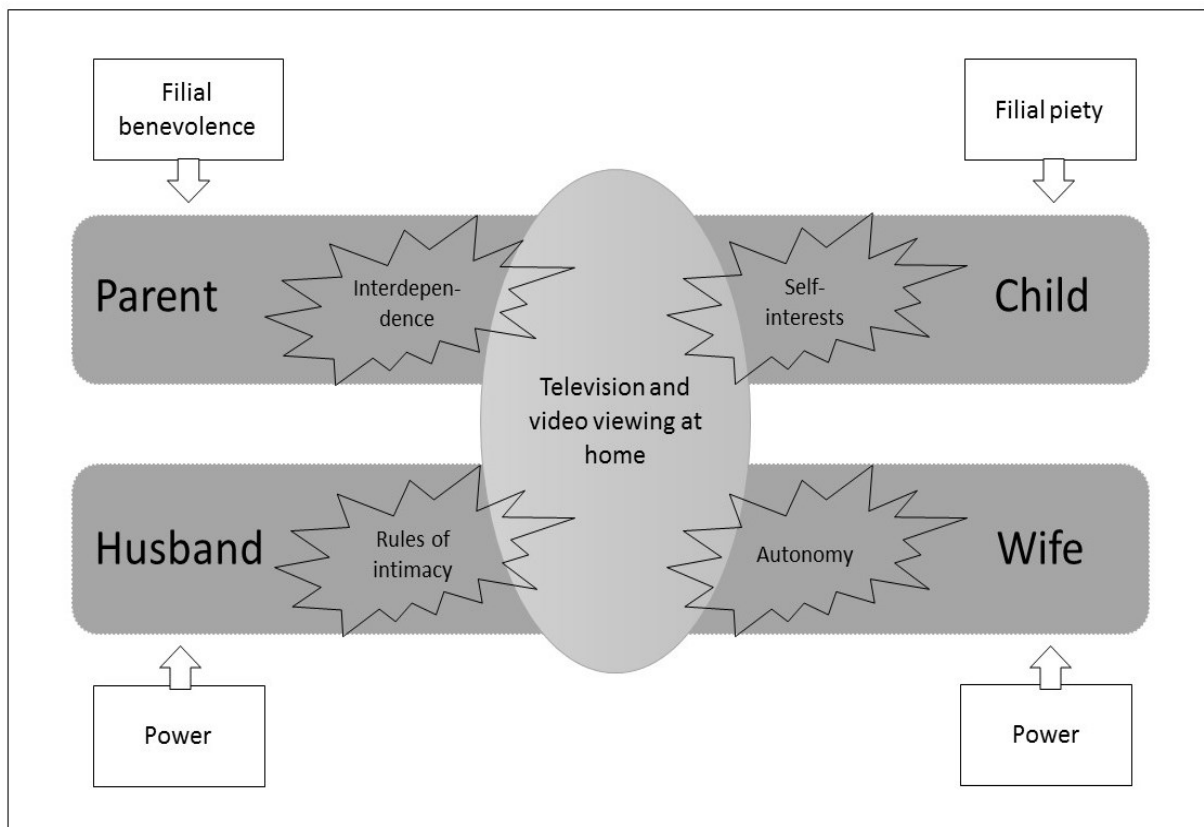 Filial
benevolence
Filial piety
Parent
Interdepen-
dence
Self-
interests
Child
Television and
video viewing at
home
Husband
Rules of
intimacy
Autonomy
Wife
Power
Power